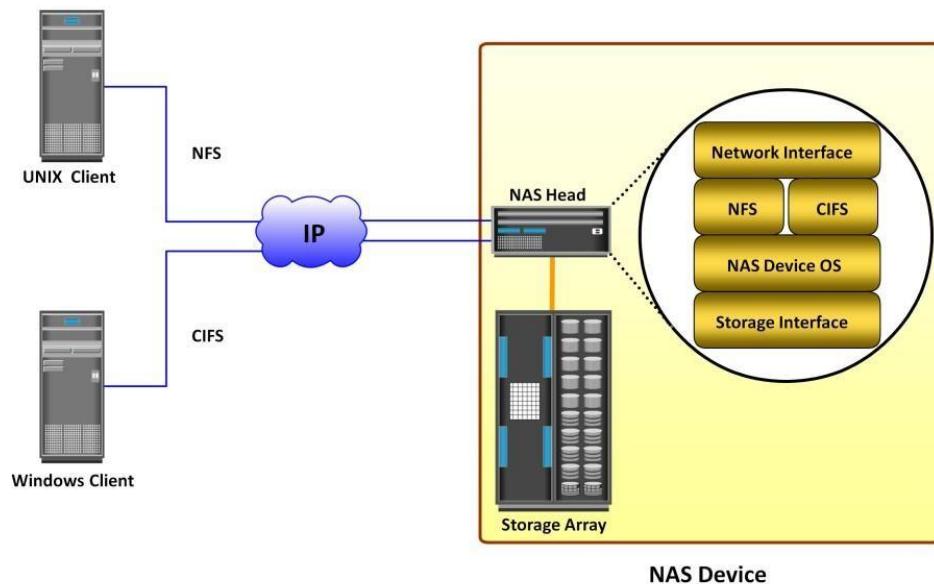 UNIX Client
NFS
IP
CIFS
Windows Client
NAS Head
Storage Array
Network Interface
NFS CIFS
NAS Device OS
Storage Interface
NAS Device